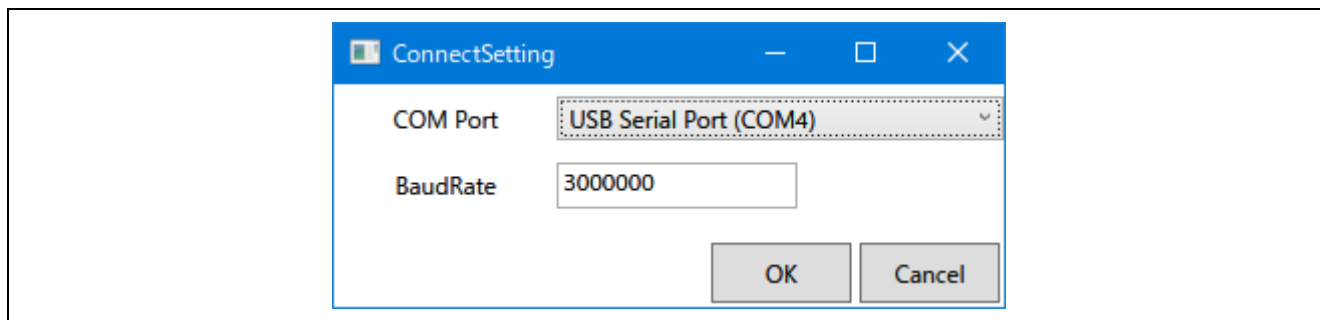 ConnectSetting
COM Port USB Serial Port (COM4)
BaudRate 3000000
OK Cancel